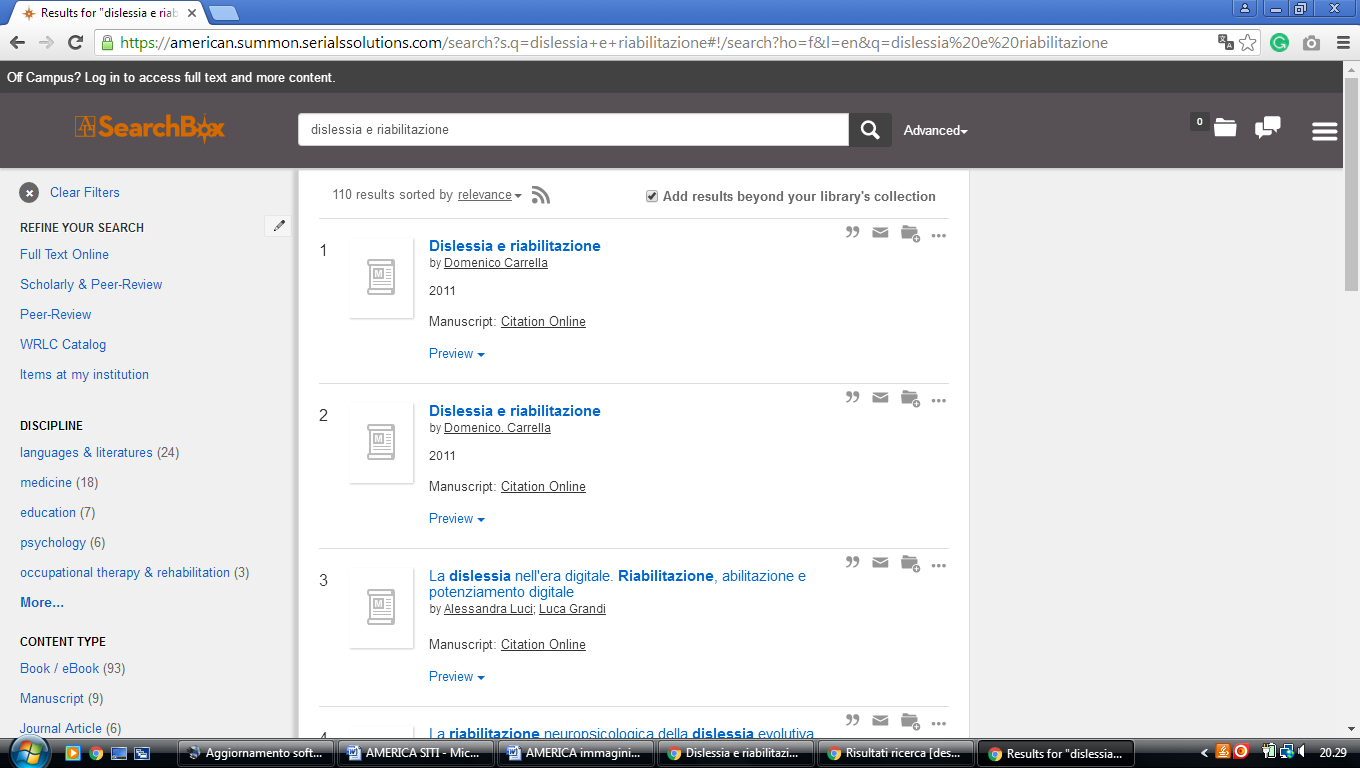 Results for "dislessia e riab
https://american.summon.serialssolutions.com/search?s.q=dislessia+e+riabilitazione#!/search?ho=f&l=en&q=dislessia%20e%20riabilitazione
Off Campus? Log in to access full text and more content.
SearchBox
dislessia e riabilitazione
Advanced
0
Clear Filters
REFINE YOUR SEARCH
Full Text Online
Scholarly & Peer-Review
Peer-Review
WRLC Catalog
Items at my institution
DISCIPLINE
languages & literatures (24)
medicine (18)
education (7)
psychology (6)
occupational therapy & rehabilitation (3)
More...
CONTENT TYPE
Book / eBook (93)
Manuscript (9)
Journal Article (6)
110 results sorted by relevance
Add results beyond your library's collection
1
Dislessia e riabilitazione
by Domenico Carrella
2011
Manuscript: Citation Online
Preview
2
Dislessia e riabilitazione
by Domenico. Carrella
2011
Manuscript: Citation Online
Preview
3
La dislessia nell'era digitale. Riabilitazione, abilitazione e
potenziamento digitale
by Alessandra Luci; Luca Grandi
Manuscript: Citation Online
Preview
4
La riabilitazione neuropsicologica della dislessia evolutiva
Aggiornamento soft...
AMERICA SITI - Mic...
AMERICA immagini...
Dislessia e riabilitazi...
Risultati ricerca [des...
Results for "dislessia...
20.29